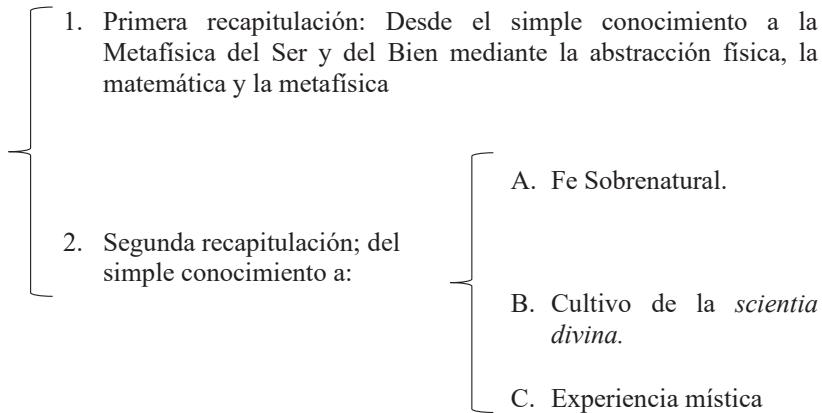 1. Primera recapitulación: Desde el simple conocimiento a la
Metafísica del Ser y del Bien mediante la abstracción física, la
matemática y la metafísica
2. Segunda recapitulación; del
simple conocimiento a:
A. Fe Sobrenatural.
B. Cultivo de la scientia
divina.
C. Experiencia mística